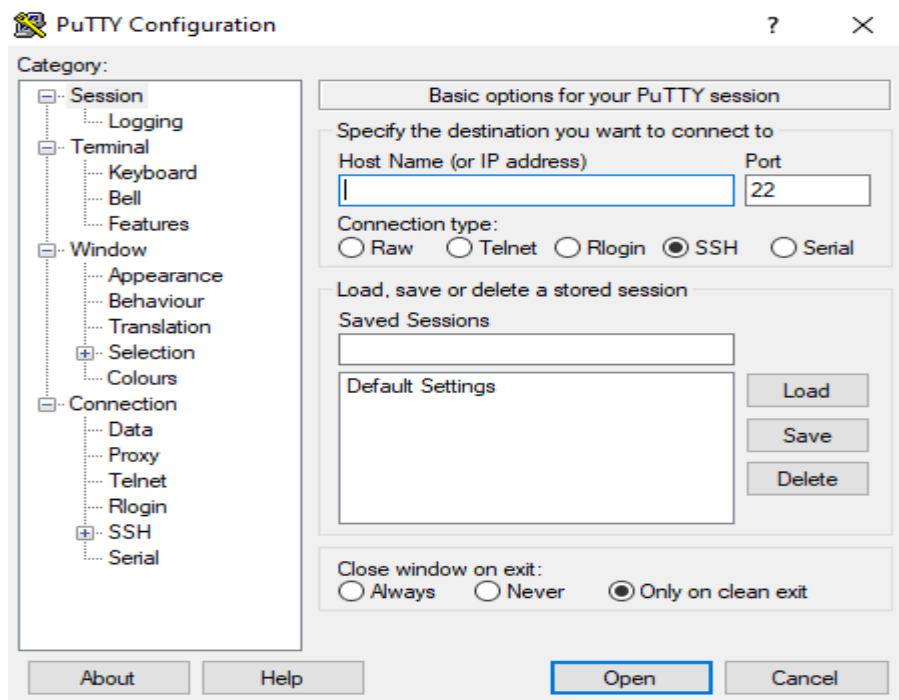 PuTTY Configuration
?
Category:
Session
Logging
Terminal
Keyboard
Bell
Features
Window
Appearance
Behaviour
Translation
Selection
Colours
Connection
Data
Proxy
Telnet
Rlogin
SSH
Serial
Basic options for your PuTTY session
Specify the destination you want to connect to
Host Name (or IP address) Port
22
Connection type:
Raw Telnet Rlogin SSH Serial
Load, save or delete a stored session
Saved Sessions
Default Settings
Load
Save
Delete
Close window on exit:
Always Never Only on clean exit
About Help Open Cancel